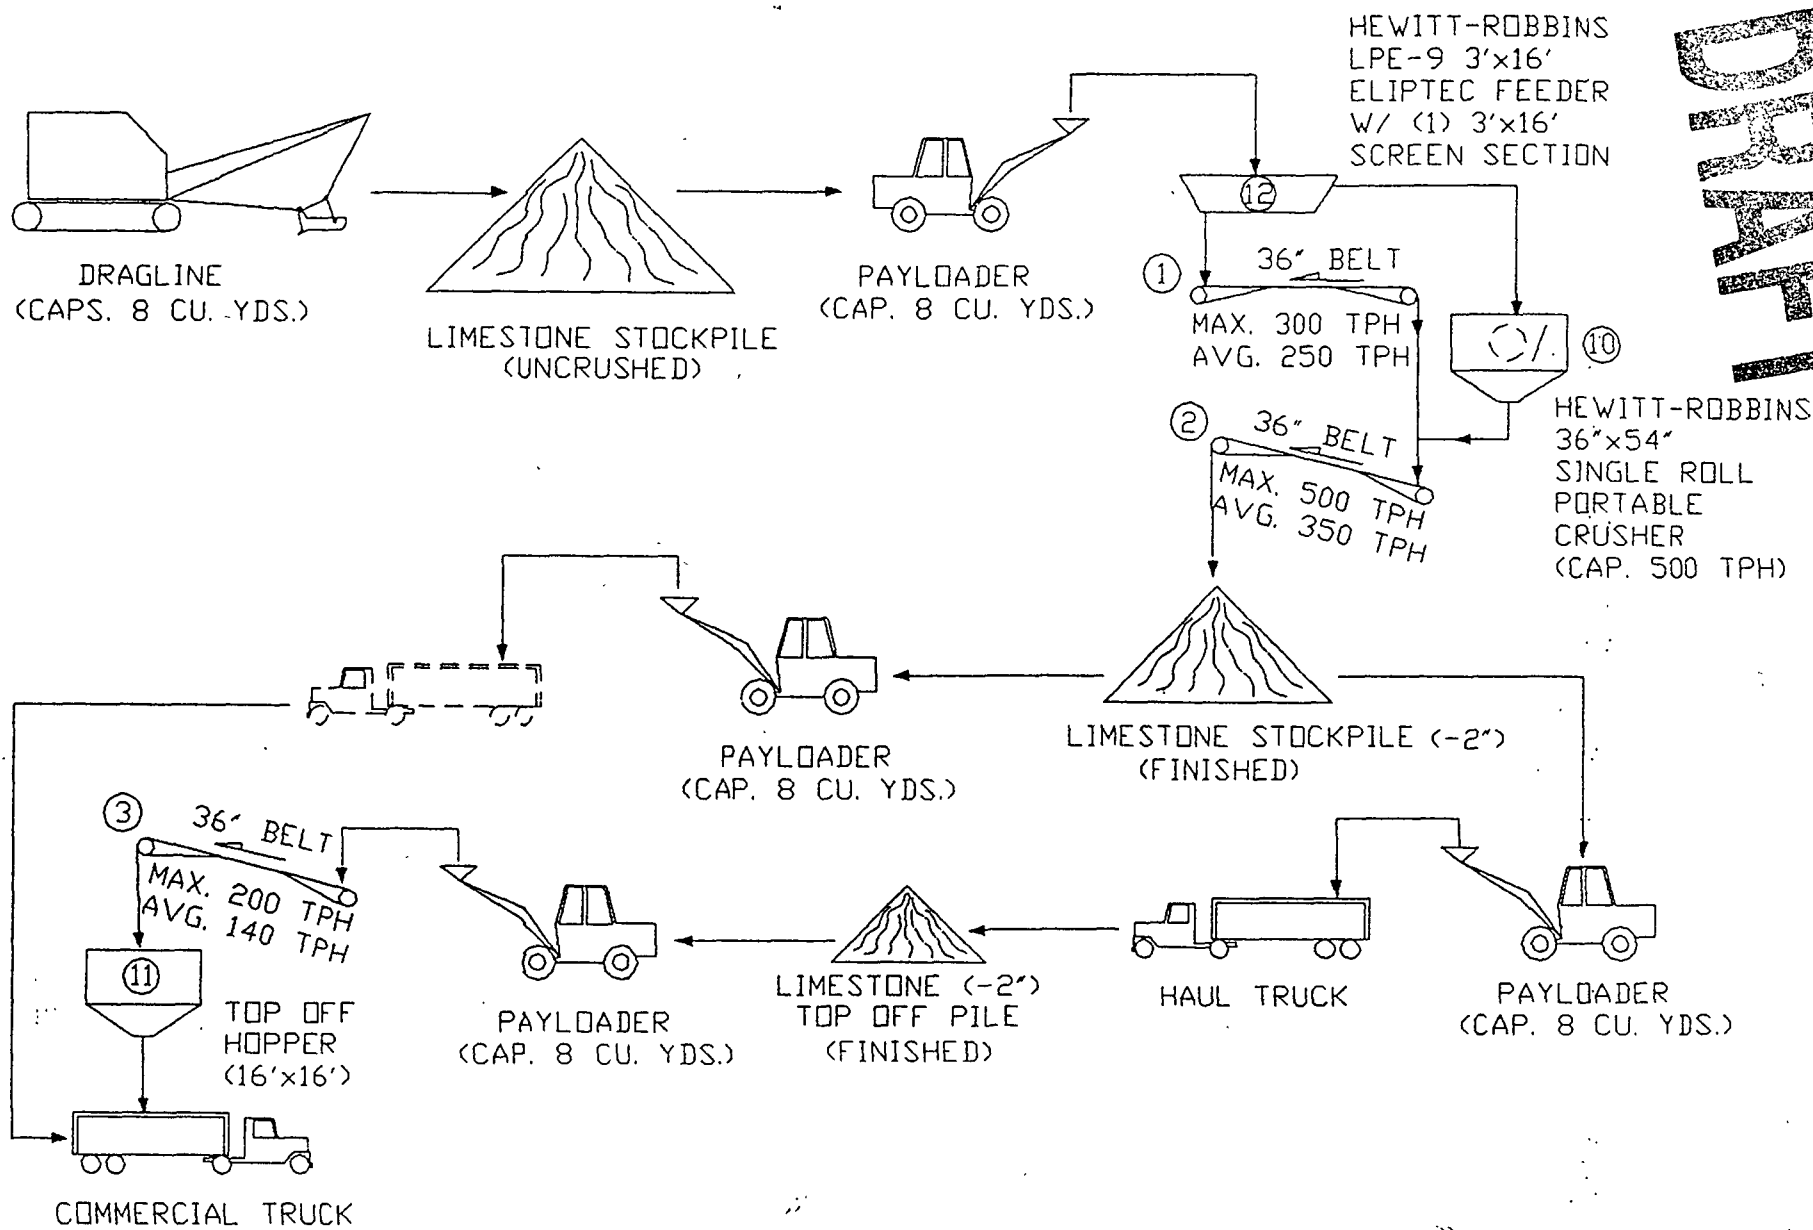 HEWITT-ROBBINS
LPE-9 3'x16'
ELIPTEC FEEDER
W/ (1) 3'x16'
SCREEN SECTION
DRAFT
DRAGLINE
(CAPS. 8 CU. YDS.)
LIMESTONE STOCKPILE
(UNCRUSHED)
PAYLOADER
(CAP. 8 CU. YDS.)
12
1
36" BELT
MAX. 300 TPH
AVG. 250 TPH
10
HEWITT-ROBBINS
36"x54"
SINGLE ROLL
PORTABLE
CRUSHER
(CAP. 500 TPH)
2
36" BELT
MAX. 500 TPH
AVG. 350 TPH
PAYLOADER
(CAP. 8 CU. YDS.)
LIMESTONE STOCKPILE (-2")
(FINISHED)
3
36" BELT
MAX. 200 TPH
AVG. 140 TPH
11
TOP OFF
HOPPER
(16'x16')
PAYLOADER
(CAP. 8 CU. YDS.)
LIMESTONE (-2")
TOP OFF PILE
(FINISHED)
HAUL TRUCK
PAYLOADER
(CAP. 8 CU. YDS.)
COMMERCIAL TRUCK